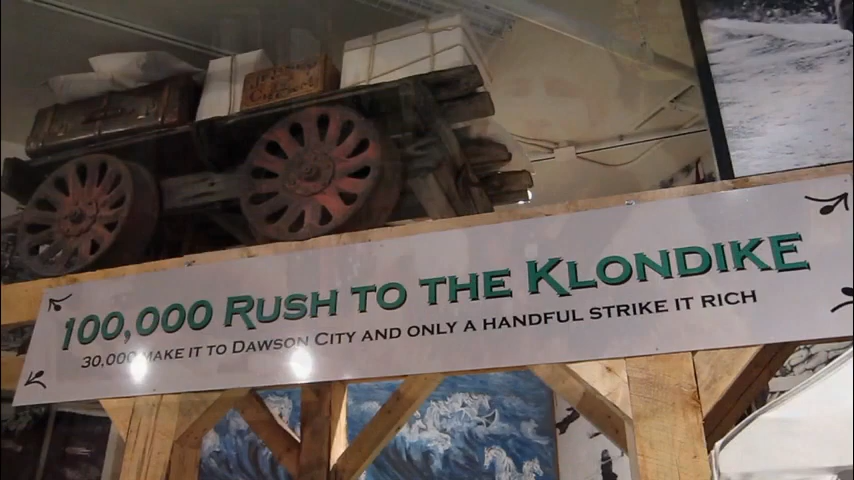 100,000 RUSH TO THE KLONDIKE
30,000 MAKE IT TO DAWSON CITY AND ONLY A HANDFUL STRIKE IT RICH